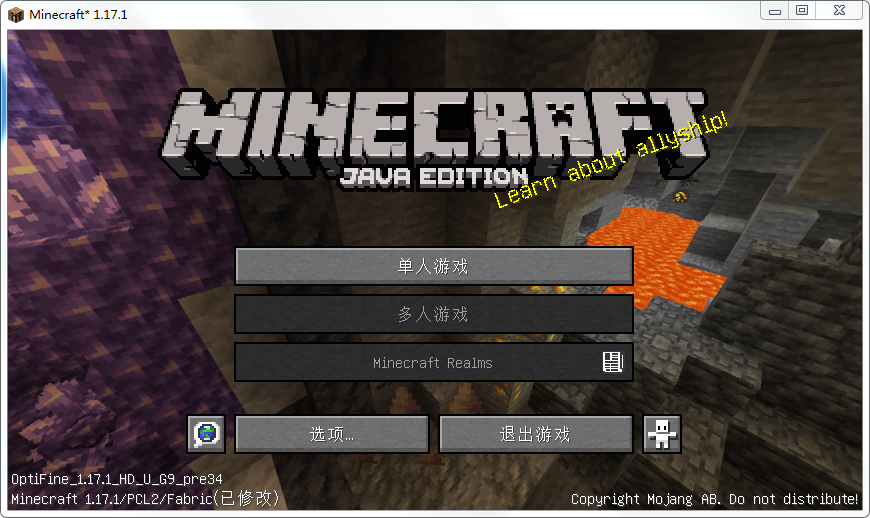 Minecraft* 1.17.1
MINECRAFT
JAVA EDITION
Learn about allyship!
单人游戏
多人游戏
Minecraft Realms
选项...
退出游戏
OptiFine_1.17.1_HD_U_G9_pre34
Minecraft 1.17.1/PCL2/Fabric(已修改)
Copyright Mojang AB. Do not distribute!